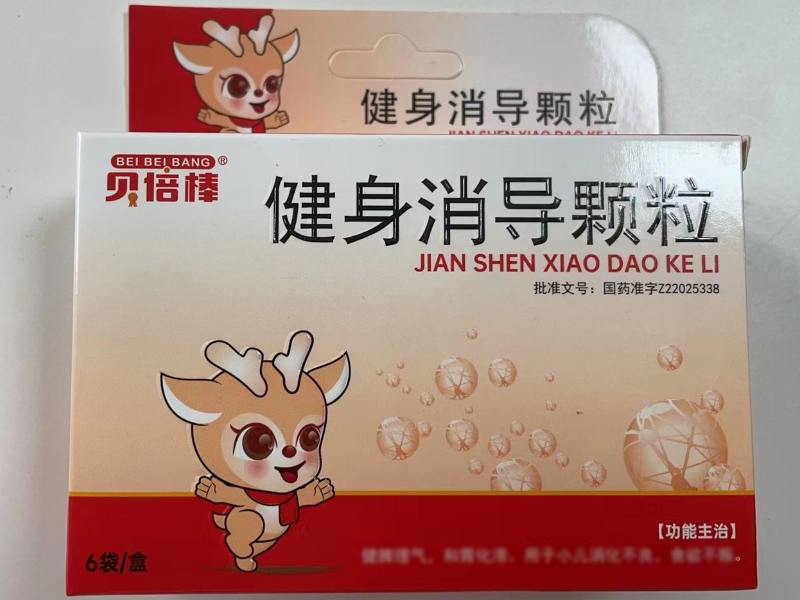 健身消导颗粒
JIAN SHEN XIAO DAO KE LI
BEI BEI BANG®
贝倍棒
健身消导颗粒
JIAN SHEN XIAO DAO KE LI
批准文号：国药准字Z22025338
【功能主治】
6袋/盒